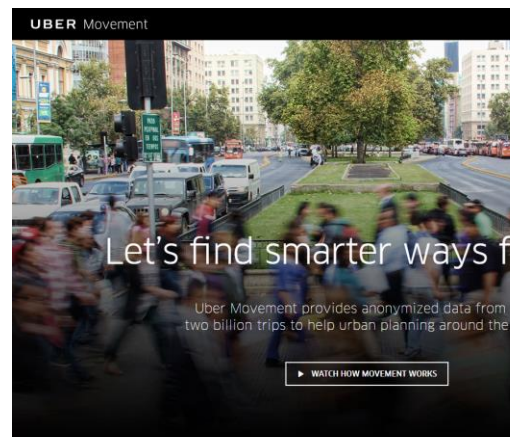 UBER Movement
Let's find smarter ways f
Uber Movement provides anonymized data from
two billion trips to help urban planning around the
WATCH HOW MOVEMENT WORKS